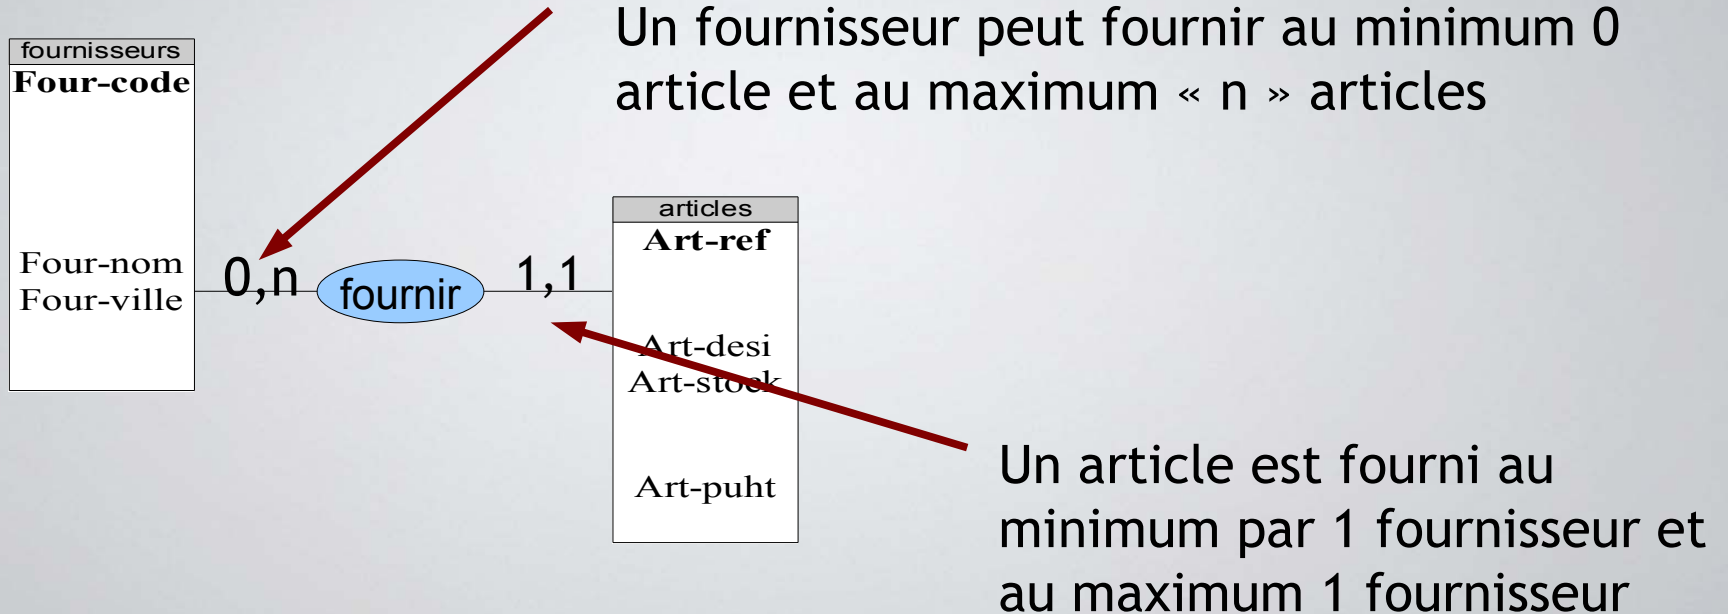 Un fournisseur peut fournir au minimum 0
article et au maximum « n » articles
fournisseurs
Four-code
Four-nom
Four-ville
0,n
fournir
1,1
articles
Art-ref
Art-desi
Art-stock
Art-puht
Un article est fourni au
minimum par 1 fournisseur et
au maximum 1 fournisseur